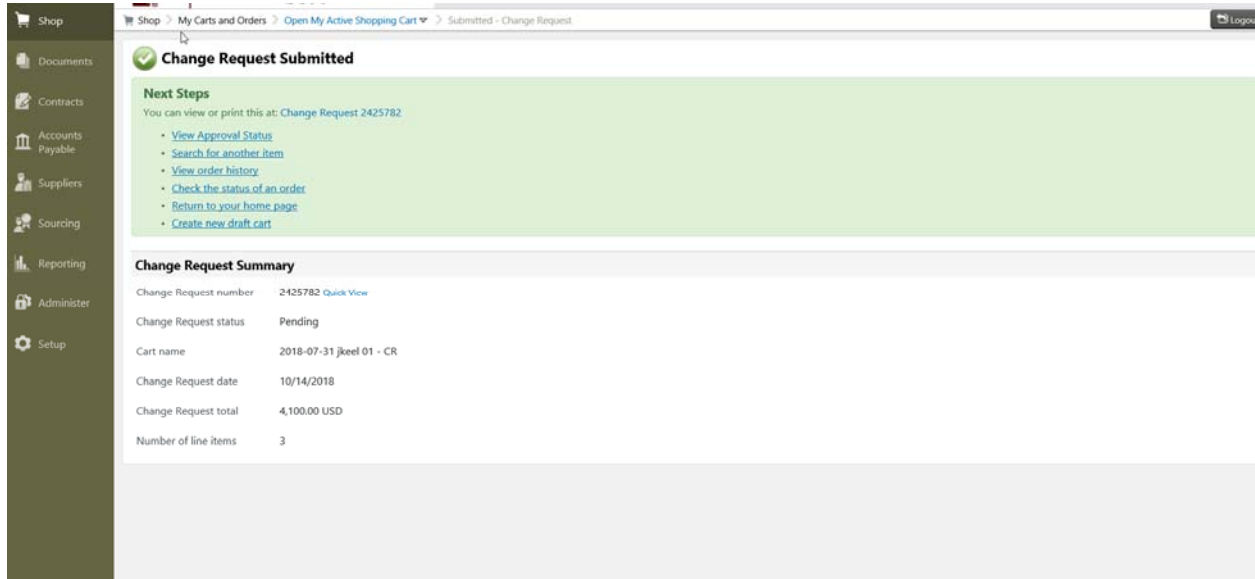 Shop
Documents
Contracts
Accounts
Payable
Suppliers
Sourcing
Reporting
Administer
Setup
Shop > My Carts and Orders > Open My Active Shopping Cart > Submitted - Change Request
Logou
Change Request Submitted
Next Steps
You can view or print this at: Change Request 2425782
• View Approval Status
• Search for another item
• View order history
• Check the status of an order
• Return to your home page
• Create new draft cart
Change Request Summary
Change Request number 2425782 Quick View
Change Request status Pending
Cart name 2018-07-31 jkeel 01 - CR
Change Request date 10/14/2018
Change Request total 4,100.00 USD
Number of line items 3